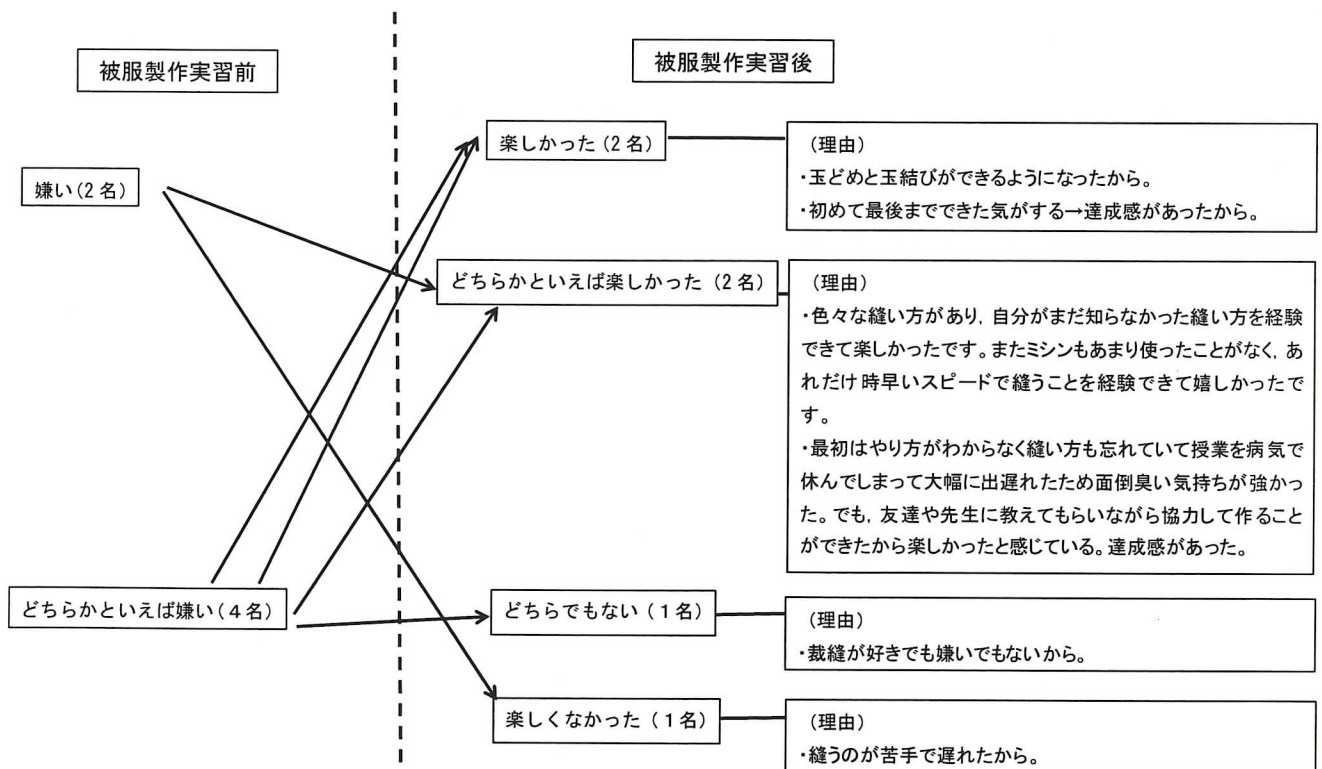 被服製作実習前
被服製作実習後
嫌い(2名)
どちらかといえば嫌い(4名)
楽しかった(2名)
(理由)
・玉どめと玉結びができるようになったから。
・初めて最後までできた気がする→達成感があったから。
どちらかといえば楽しかった(2名)
(理由)
・色々な縫い方があり,自分がまだ知らなかった縫い方を経験
できて楽しかったです。またミシンもあまり使ったことがなく,あ
れだけ時早いスピードで縫うことを経験できて嬉しかったで
す。
・最初はやり方がわからなく縫い方も忘れていて授業を病気で
休んでしまって大幅に出遅れたため面倒臭い気持ちが強かっ
た。でも,友達や先生に教えてもらいながら協力して作ること
ができたから楽しかったと感じている。達成感があった。
どちらでもない(1名)
(理由)
・裁縫が好きでも嫌いでもないから。
楽しくなかった(1名)
(理由)
・縫うのが苦手で遅れたから。